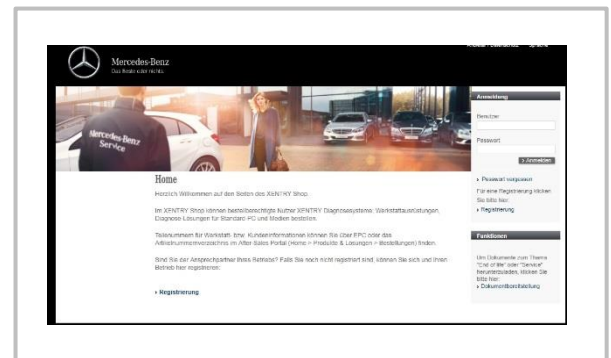 Mercedes-Benz
Das Beste oder nichts.
Sprache
Mercedes-Benz
Service
Anmeldung
Benutzer
Passwort
› Anmelden
› Passwort vergessen
Für eine Registrierung klicken
Sie bitte hier:
› Registrierung
Home
Herzlich Willkommen auf den Seiten des XENTRY Shop.
Im XENTRY Shop können bestellberechtigte Nutzer XENTRY Diagnosesysteme, Werkstattausrüstungen,
Diagnose Lösungen für Standard PC und Medien bestellen.
Teilenummern für Werkstatt- bzw. Kundeninformationen können Sie über EPC oder das
Artikelnummernverzeichnis im After Sales Portal (Home > Produkte & Lösungen > Bestellungen) finden.
Sind Sie der Ansprechpartner Ihres Betriebs? Falls Sie noch nicht registriert sind, können Sie sich und Ihren
Betrieb hier registrieren:
› Registrierung
Funktionen
Um Dokumente zum Thema
"End of life" oder "Service"
herunterzuladen, klicken Sie
bitte hier:
› Dokumentbereitstellung